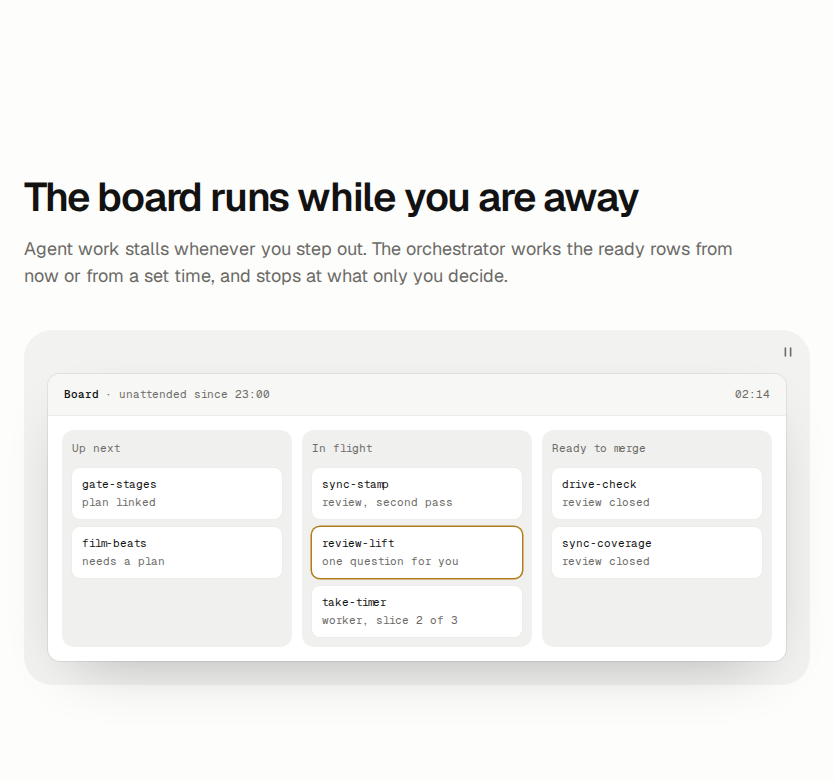 The board runs while you are away
Agent work stalls whenever you step out. The orchestrator works the ready rows from
now or from a set time, and stops at what only you decide.
Board · unattended since 23:00
02:14
Up next
gate-stages
plan linked
film-beats
needs a plan
In flight
sync-stamp
review, second pass
review-lift
one question for you
take-timer
worker, slice 2 of 3
Ready to merge
drive-check
review closed
sync-coverage
review closed